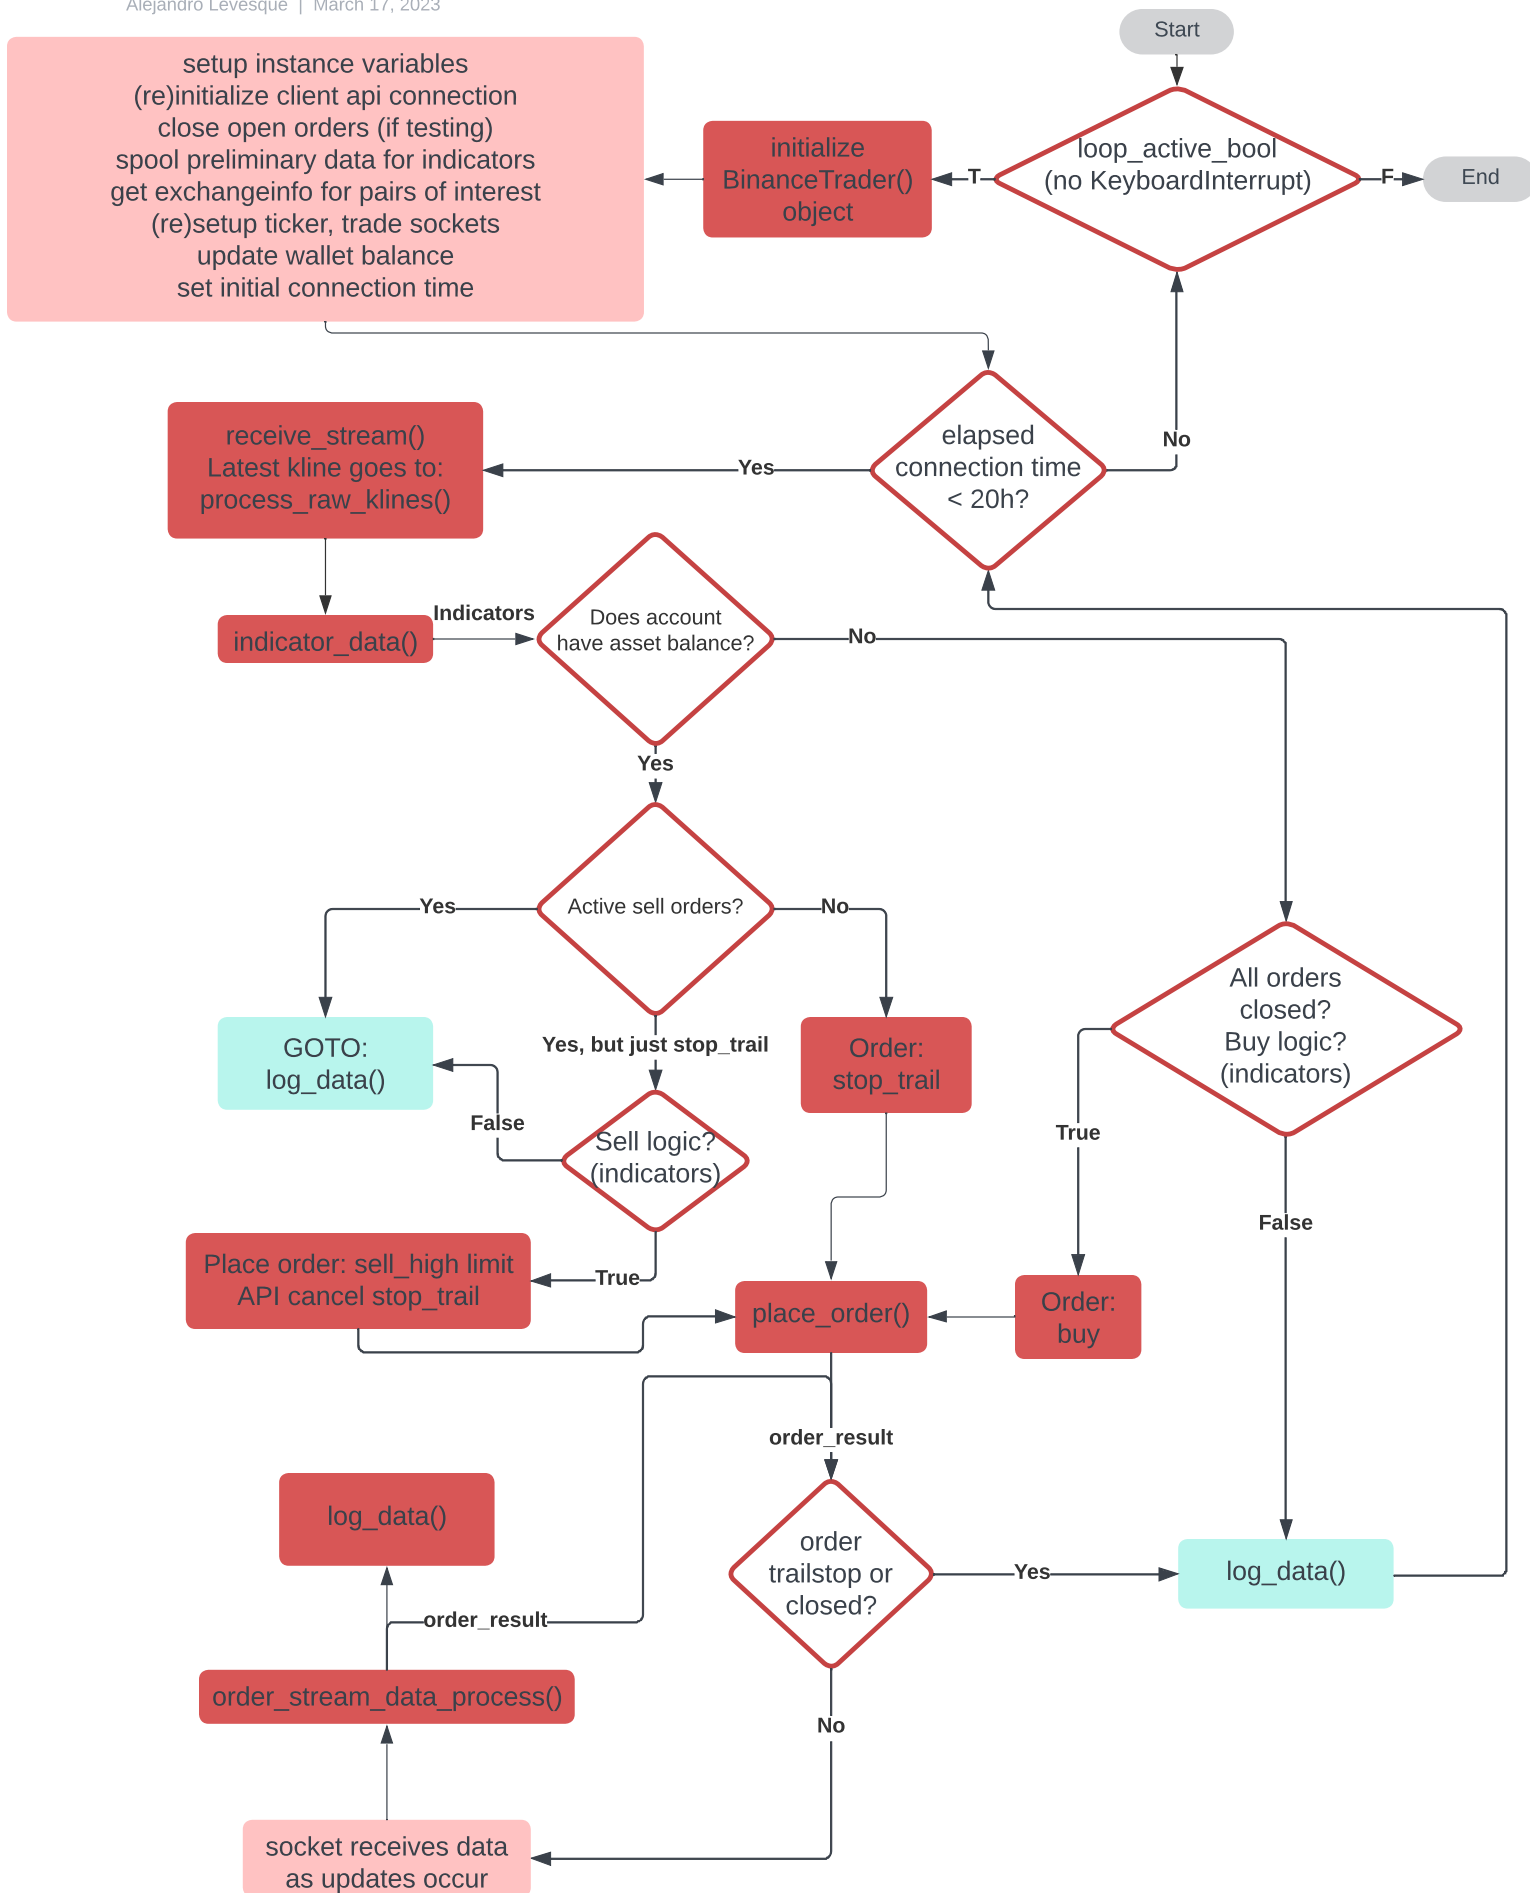 Alejandro Levesque | March 17, 2023
Start
setup instance variables
(re)initialize client api connection
close open orders (if testing)
spool preliminary data for indicators
get exchangeinfo for pairs of interest
(re)setup ticker, trade sockets
update wallet balance
set initial connection time
initialize
BinanceTrader()
object
T
loop_active_bool
(no KeyboardInterrupt)
F
End
receive_stream()
Latest kline goes to:
process_raw_klines()
Yes
elapsed
connection time
< 20h?
No
indicator_data()
Indicators
Does account
have asset balance?
No
Yes
Yes
Active sell orders?
No
All orders
closed?
Buy logic?
(indicators)
GOTO:
log_data()
Yes, but just stop_trail
Order:
stop_trail
False
Sell logic?
(indicators)
True
False
Place order: sell_high limit
API cancel stop_trail
True
place_order()
Order:
buy
order_result
log_data()
order
trailstop or
closed?
Yes
log_data()
order_result
order_stream_data_process()
No
socket receives data
as updates occur